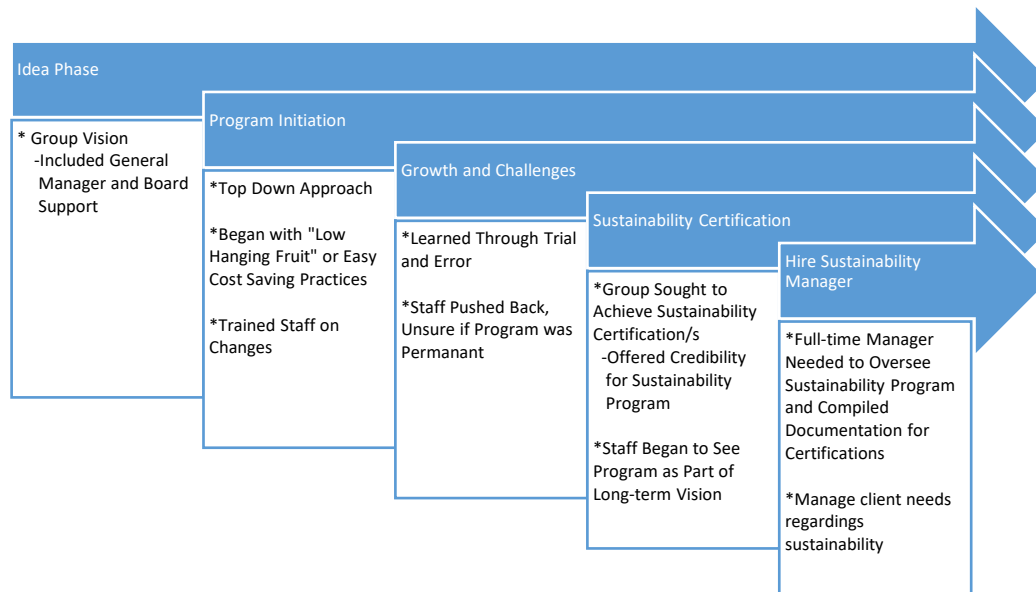 Idea Phase
* Group Vision
-Included General
Manager and Board
Support
Program Initiation
*Top Down Approach
*Began with "Low
Hanging Fruit" or Easy
Cost Saving Practices
*Trained Staff on
Changes
Growth and Challenges
*Learned Through Trial
and Error
*Staff Pushed Back,
Unsure if Program was
Permanant
Sustainability Certification
*Group Sought to
Achieve Sustainability
Certification/s
-Offered Credibility
for Sustainability
Program
*Staff Began to See
Program as Part of
Long-term Vision
Hire Sustainability
Manager
*Full-time Manager
Needed to Oversee
Sustainability Program
and Compiled
Documentation for
Certifications
*Manage client needs
regardings
sustainability